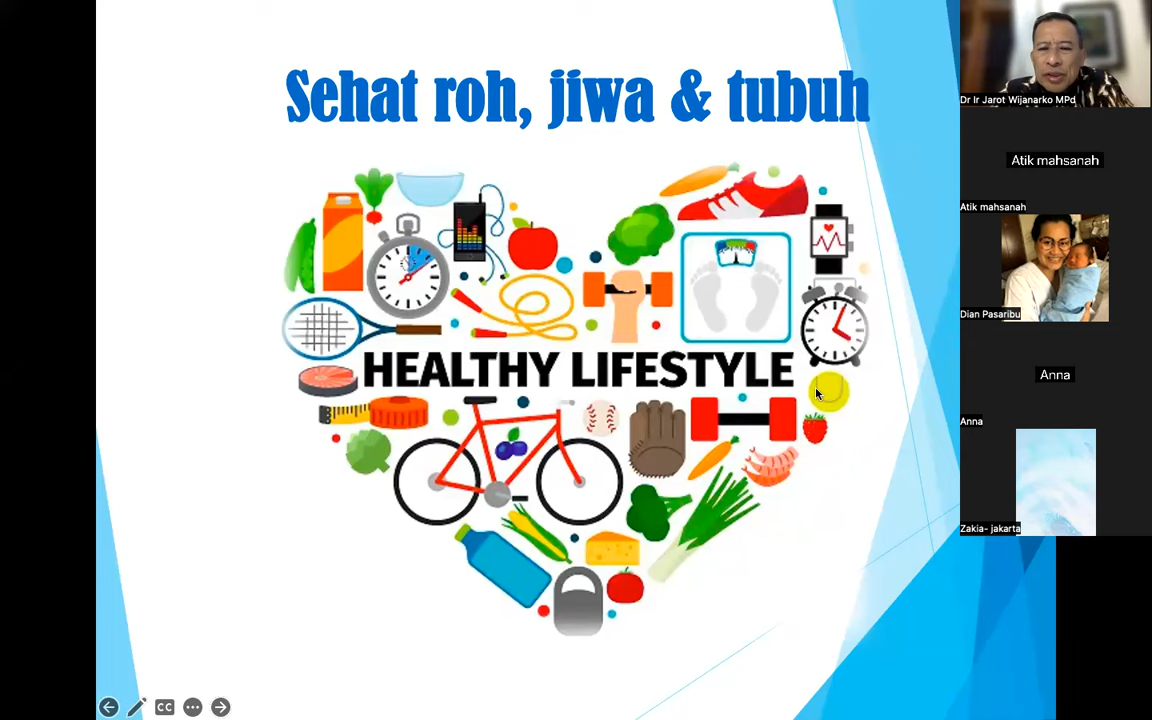 Sehat roh, jiwa & tubuh
HEALTHY LIFESTYLE
Dr Ir Jarot Wijanarko MPd
Atik mahsanah
Atik mahsanah
Dian Pasaribu
Anna
Anna
Zakia- jakarta
CC